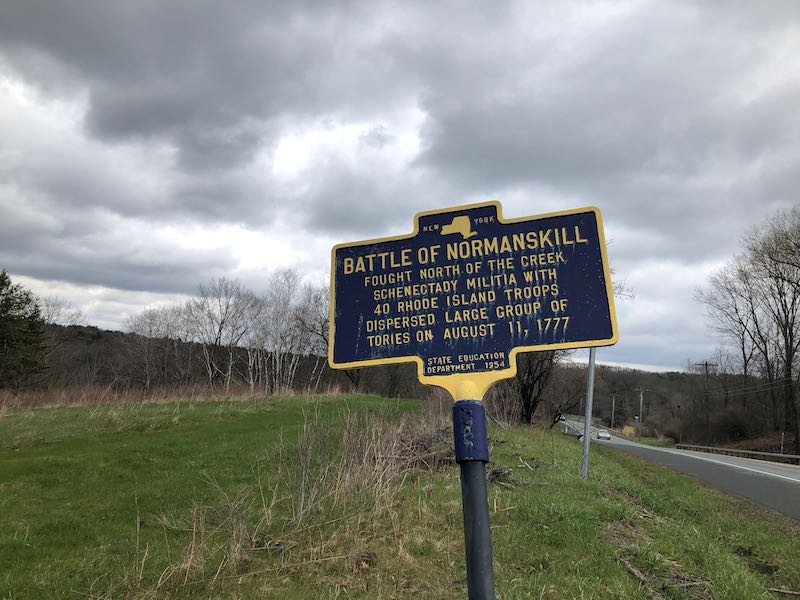 NEW YORK
BATTLE OF NORMANSKILL
FOUGHT NORTH OF THE CREEK
SCHENECTADY MILITIA WITH
40 RHODE ISLAND TROOPS
DISPERSED LARGE GROUP OF
TORIES ON AUGUST 11, 1777
STATE EDUCATION
DEPARTMENT 1954